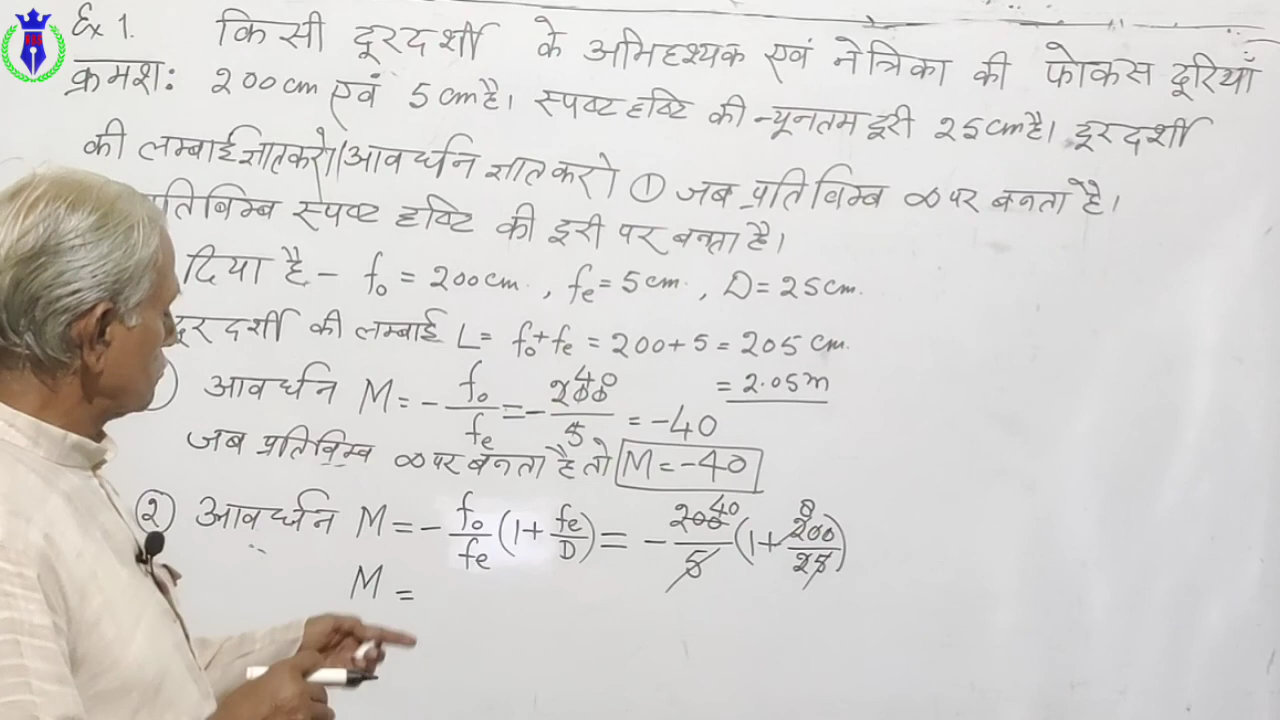 Ex 1. किसी दूरदर्शी के अभिदृश्यक एवं नेत्रिका की फोकस दूरियाँ
क्रमशः 200cm एवं 5cm है। स्पष्ट दृष्टि की न्यूनतम दूरी 25cm है। दूरदर्शी
की लम्बाई ज्ञात करो। आवर्धन ज्ञात करो ① जब प्रतिविम्ब ∞ पर बनता है।
तिबिम्ब स्पष्ट दृष्टि की दूरी पर बनता है।
दिया है - f₀ = 200cm. , fe = 5cm. , D = 25cm.
दूरदर्शी की लम्बाई L = f₀ + fe = 200 + 5 = 205 cm.
= 2.05m
आवर्धन M = - f₀/fe = - 200/5 = -40
जब प्रतिविम्व ∞ पर बनता है तो M = -40
② आवर्धन M = - f₀/fe (1 + fe/D) = - 200/5 (1 + 200/25)
M =